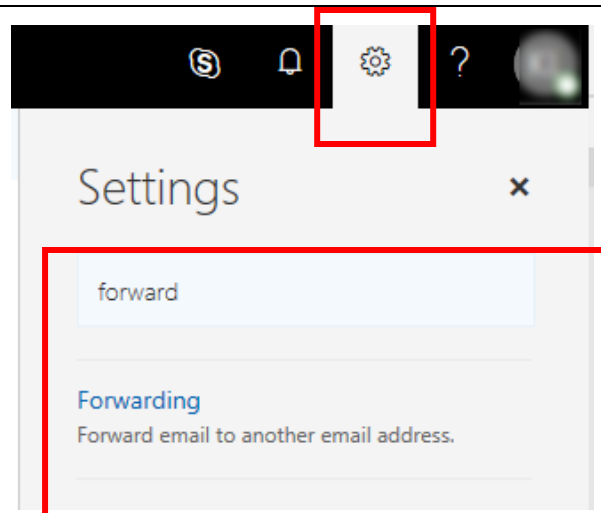 ?
Settings
forward
Forwarding
Forward email to another email address.